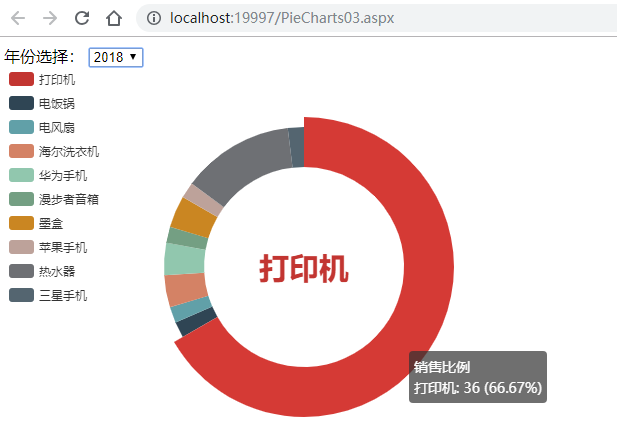 localhost:19997/PieCharts03.aspx
年份选择： 2018
打印机
电饭锅
电风扇
海尔洗衣机
华为手机
漫步者音箱
墨盒
苹果手机
热水器
三星手机
打印机
销售比例
打印机: 36 (66.67%)